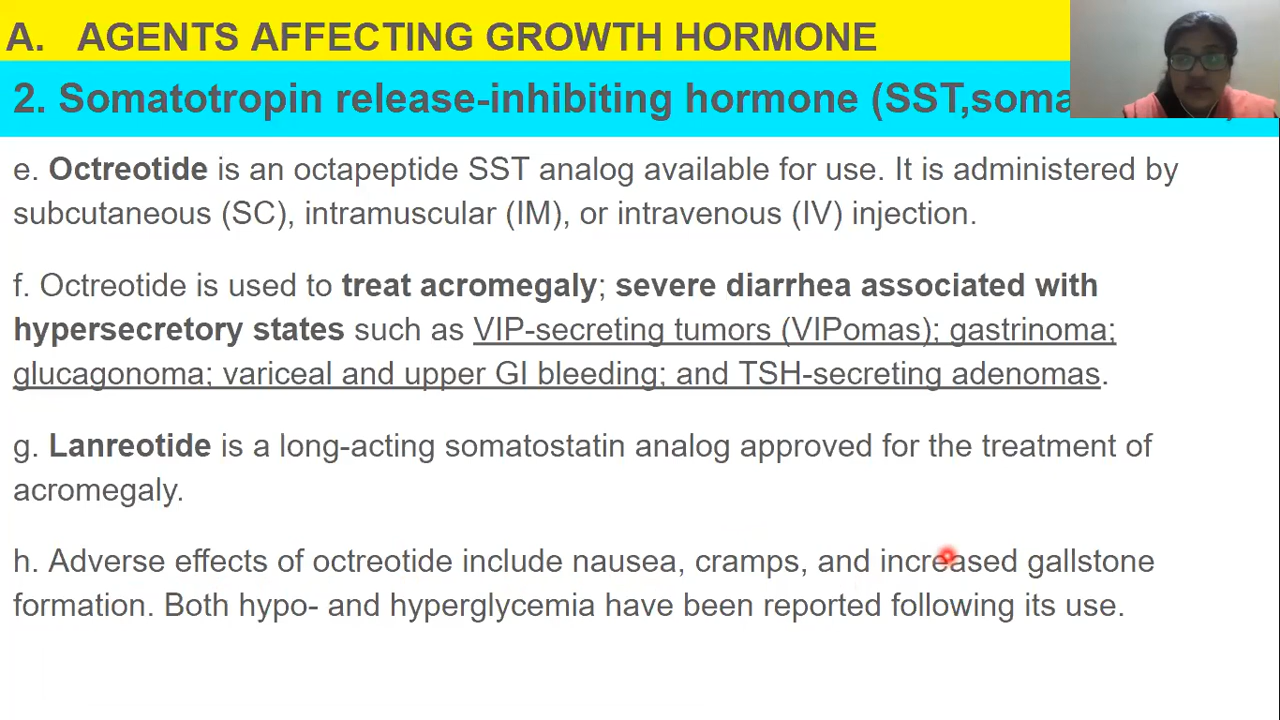 A. AGENTS AFFECTING GROWTH HORMONE
2. Somatotropin release-inhibiting hormone (SST,soma
e. Octreotide is an octapeptide SST analog available for use. It is administered by
subcutaneous (SC), intramuscular (IM), or intravenous (IV) injection.
f. Octreotide is used to treat acromegaly; severe diarrhea associated with
hypersecretory states such as VIP-secreting tumors (VIPomas); gastrinoma;
glucagonoma; variceal and upper GI bleeding; and TSH-secreting adenomas.
g. Lanreotide is a long-acting somatostatin analog approved for the treatment of
acromegaly.
h. Adverse effects of octreotide include nausea, cramps, and increased gallstone
formation. Both hypo- and hyperglycemia have been reported following its use.